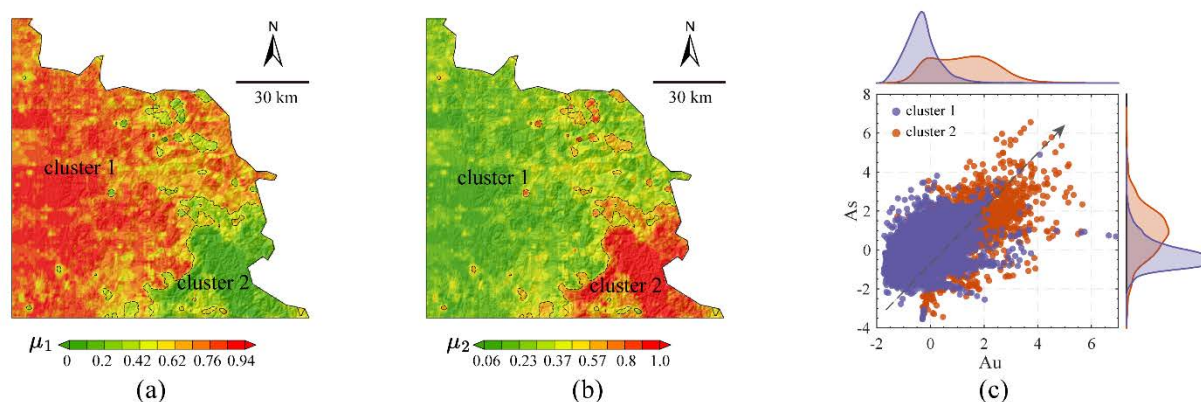 N
30 km
cluster 1
cluster 2
μ1
0 0.2 0.42 0.62 0.76 0.94
(a)
N
30 km
cluster 1
cluster 2
μ2
0.06 0.23 0.37 0.57 0.8 1.0
(b)
cluster 1
cluster 2
As
8
6
4
2
0
-2
-4
-2 0 2 4 6
Au
(c)